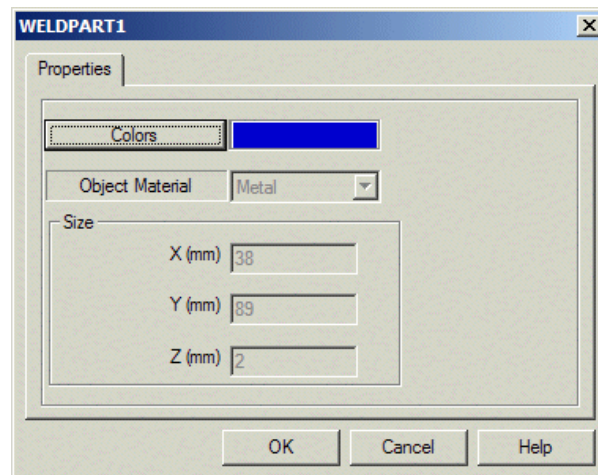 WELDPART1
Properties
Colors
Object Material Metal
Size
X (mm) 38
Y (mm) 89
Z (mm) 2
OK Cancel Help